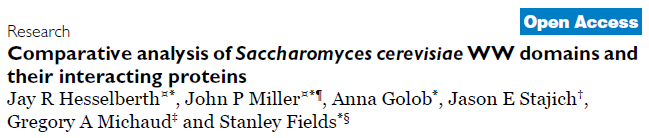 Open Access
Research
Comparative analysis of Saccharomyces cerevisiae WW domains and
their interacting proteins
Jay R Hesselberth¤*, John P Miller¤*¶, Anna Golob*, Jason E Stajich†,
Gregory A Michaud‡ and Stanley Fields*§